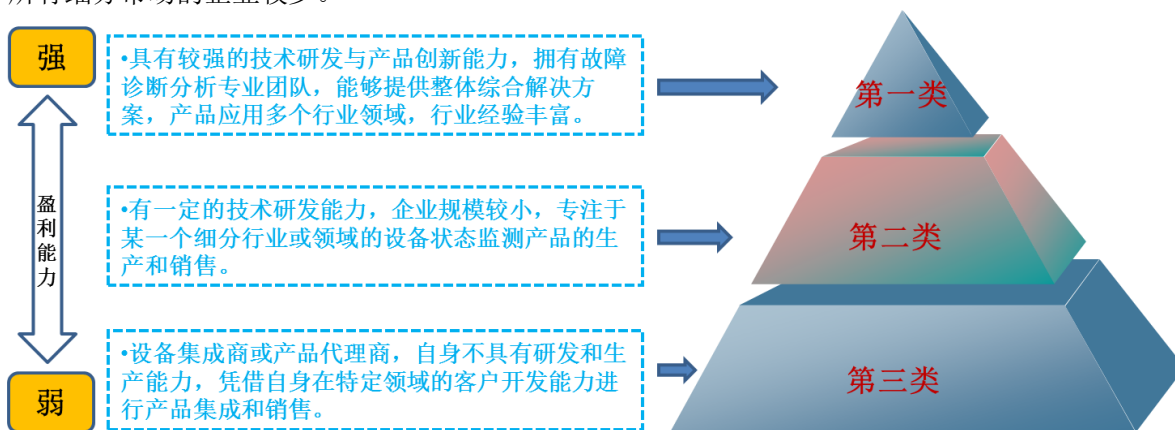 强
•具有较强的技术研发与产品创新能力，拥有故障
诊断分析专业团队，能够提供整体综合解决方
案，产品应用多个行业领域，行业经验丰富。
第一类
盈利能力
•有一定的技术研发能力，企业规模较小，专注于
某一个细分行业或领域的设备状态监测产品的生
产和销售。
第二类
弱
•设备集成商或产品代理商，自身不具有研发和生
产能力，凭借自身在特定领域的客户开发能力进
行产品集成和销售。
第三类